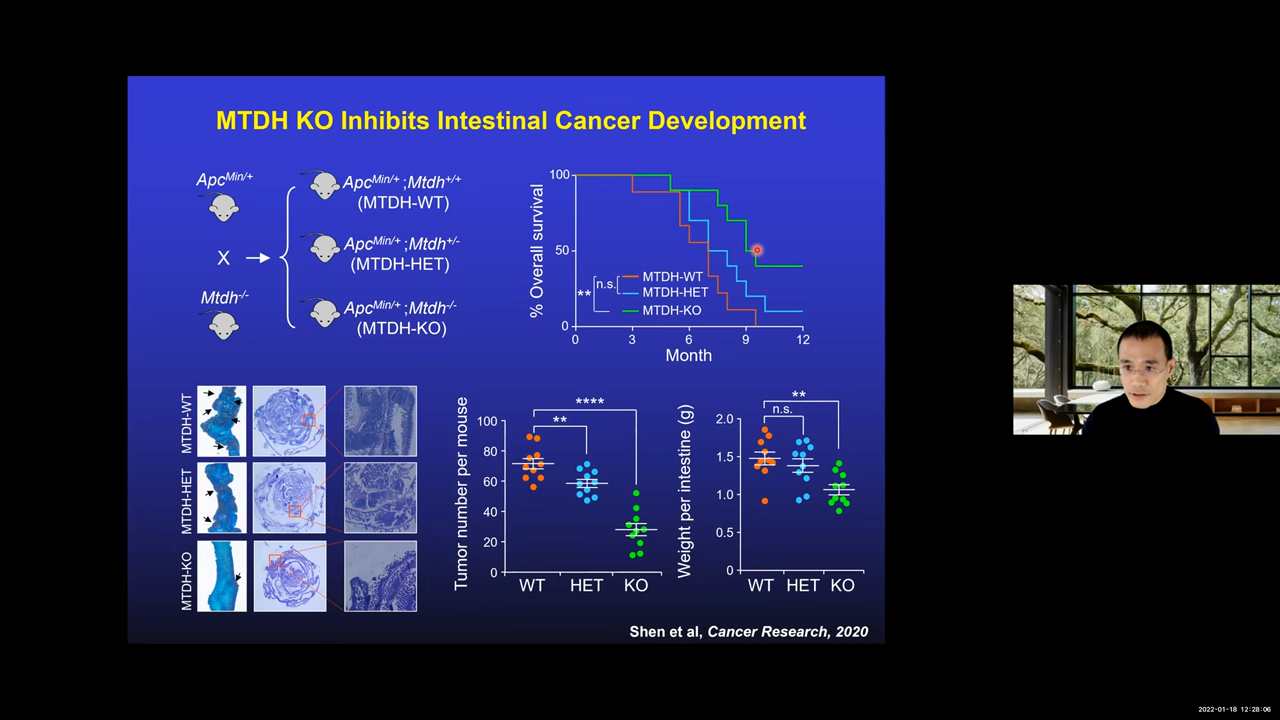 MTDH KO Inhibits Intestinal Cancer Development
Apc^Min/+
X
Mtdh^-/-
Apc^Min/+ ;Mtdh^+/+
(MTDH-WT)
Apc^Min/+ ;Mtdh^+/-
(MTDH-HET)
Apc^Min/+ ;Mtdh^-/-
(MTDH-KO)
% Overall survival
100
50
0
0 3 6 9 12
Month
** n.s.
MTDH-WT
MTDH-HET
MTDH-KO
MTDH-WT
MTDH-HET
MTDH-KO
Tumor number per mouse
100
80
60
40
20
0
****
**
WT HET KO
Weight per intestine (g)
2.0
1.5
1.0
0.5
0
**
n.s.
WT HET KO
Shen et al, Cancer Research, 2020
2022-01-18 12:28:06